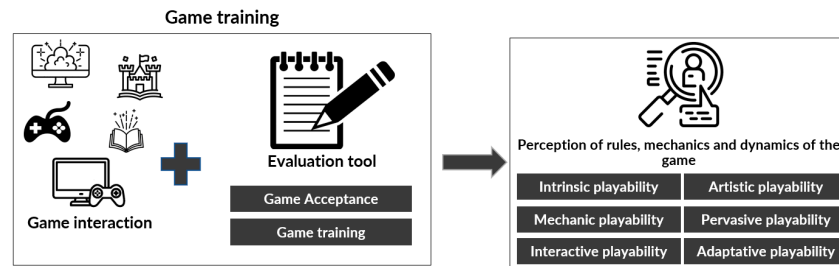 Game training
Game interaction
Evaluation tool
Game Acceptance
Game training
Perception of rules, mechanics and dynamics of the
game
Intrinsic playability
Artistic playability
Mechanic playability
Pervasive playability
Interactive playability
Adaptative playability